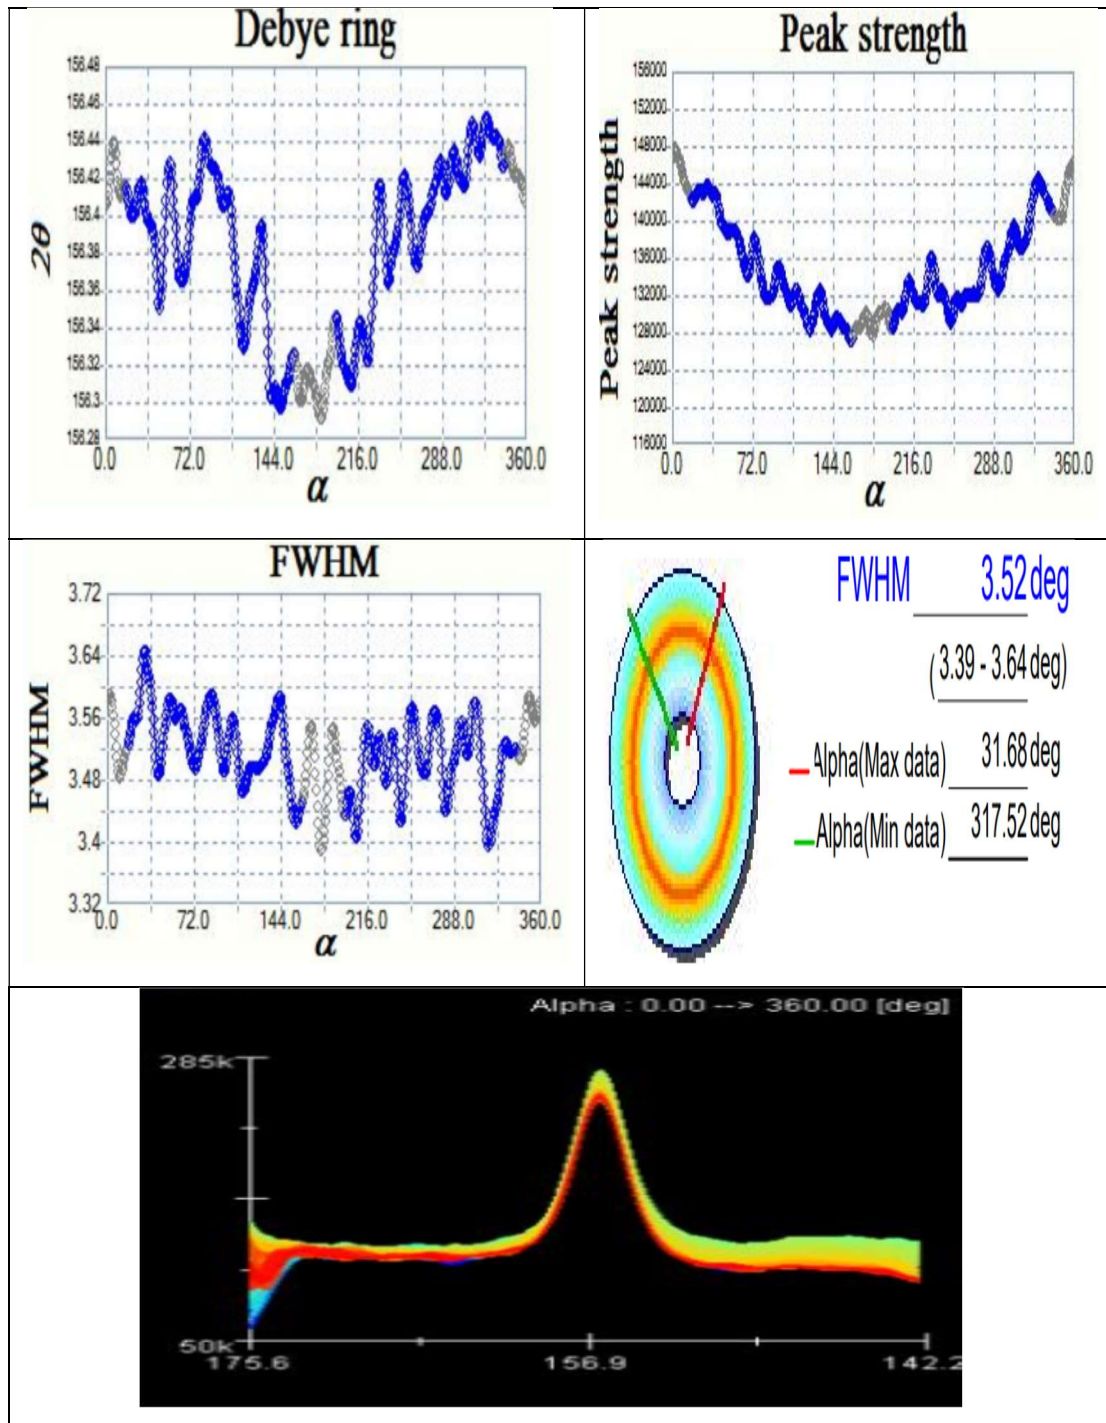 Debye ring
156.48
156.46
156.44
156.42
156.4
156.38
156.36
156.34
156.32
156.3
156.28
2θ
0.0 72.0 144.0 216.0 288.0 360.0
α
Peak strength
156000
152000
148000
144000
140000
136000
132000
128000
124000
120000
116000
Peak strength
0.0 72.0 144.0 216.0 288.0 360.0
α
FWHM
3.72
3.64
3.56
3.48
3.4
3.32
FWHM
0.0 72.0 144.0 216.0 288.0 360.0
α
FWHM 3.52 deg
(3.39 - 3.64 deg)
Alpha(Max data) 31.68 deg
Alpha(Min data) 317.52 deg
Alpha : 0.00 --> 360.00 [deg]
285k
50k
175.6 156.9 142.2